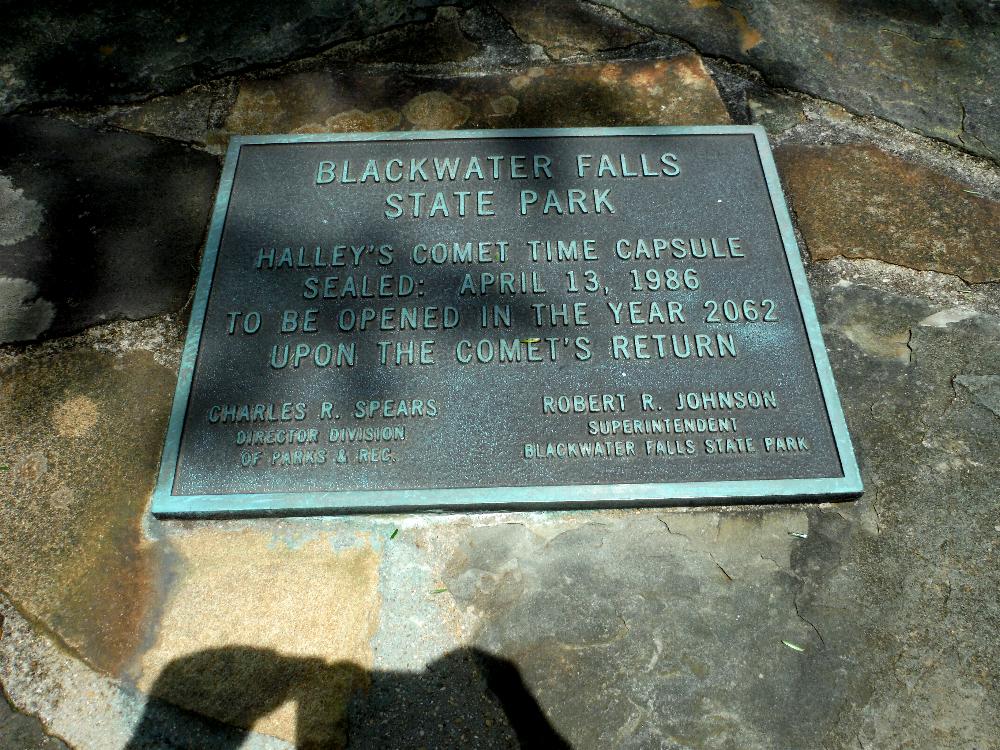 BLACKWATER FALLS
STATE PARK
HALLEY'S COMET TIME CAPSULE
SEALED: APRIL 13, 1986
TO BE OPENED IN THE YEAR 2062
UPON THE COMET'S RETURN
CHARLES R. SPEARS
DIRECTOR DIVISION
OF PARKS & REC.
ROBERT R. JOHNSON
SUPERINTENDENT
BLACKWATER FALLS STATE PARK